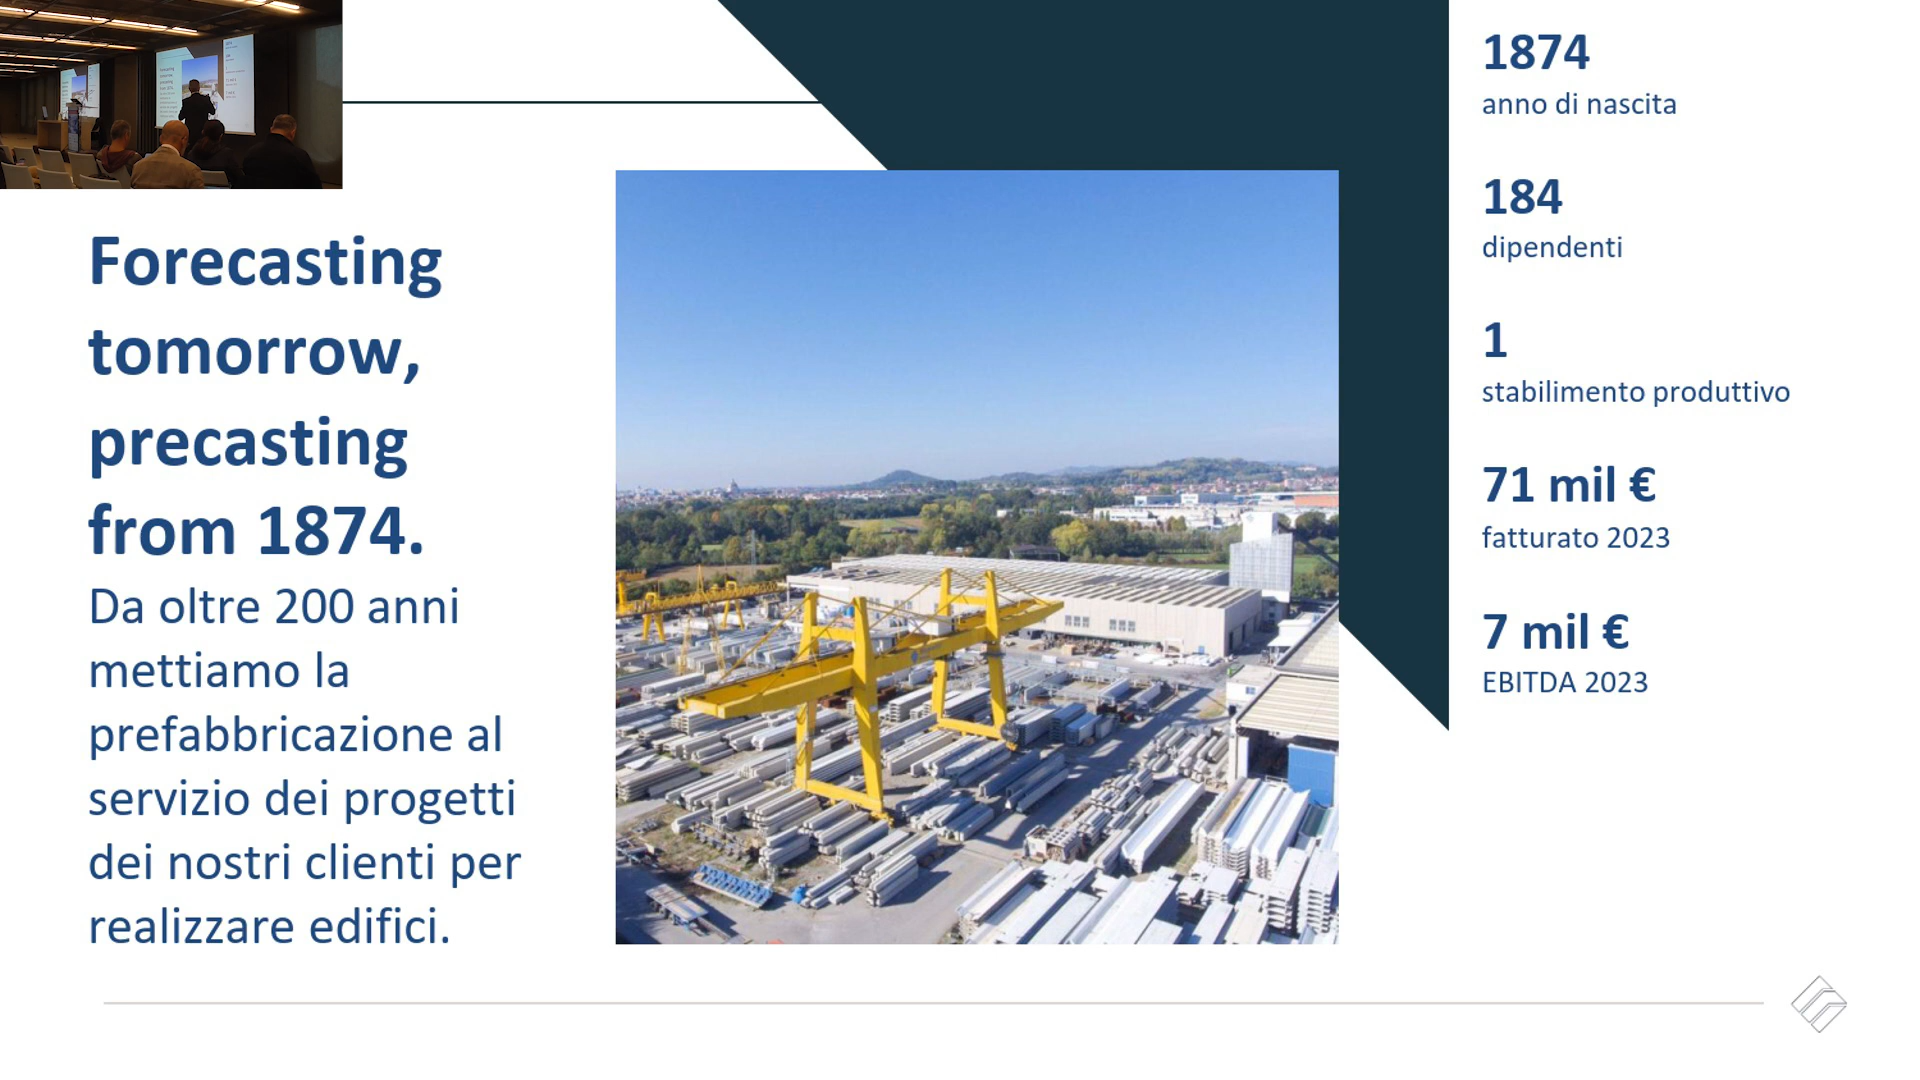 Forecasting
tomorrow,
precasting
from 1874.
Da oltre 200 anni
mettiamo la
prefabbricazione al
servizio dei progetti
dei nostri clienti per
realizzare edifici.
1874
anno di nascita
184
dipendenti
1
stabilimento produttivo
71 mil €
fatturato 2023
7 mil €
EBITDA 2023